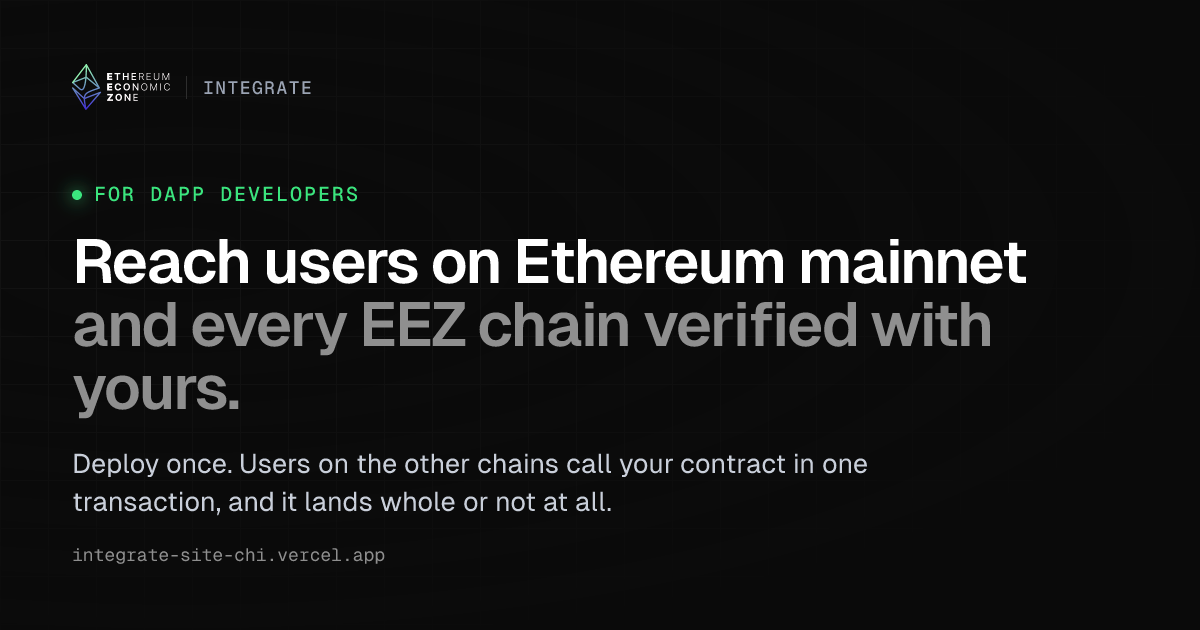 ETHEREUM
ECONOMIC
ZONE
INTEGRATE
FOR DAPP DEVELOPERS
Reach users on Ethereum mainnet
and every EEZ chain verified with
yours.
Deploy once. Users on the other chains call your contract in one
transaction, and it lands whole or not at all.
integrate-site-chi.vercel.app